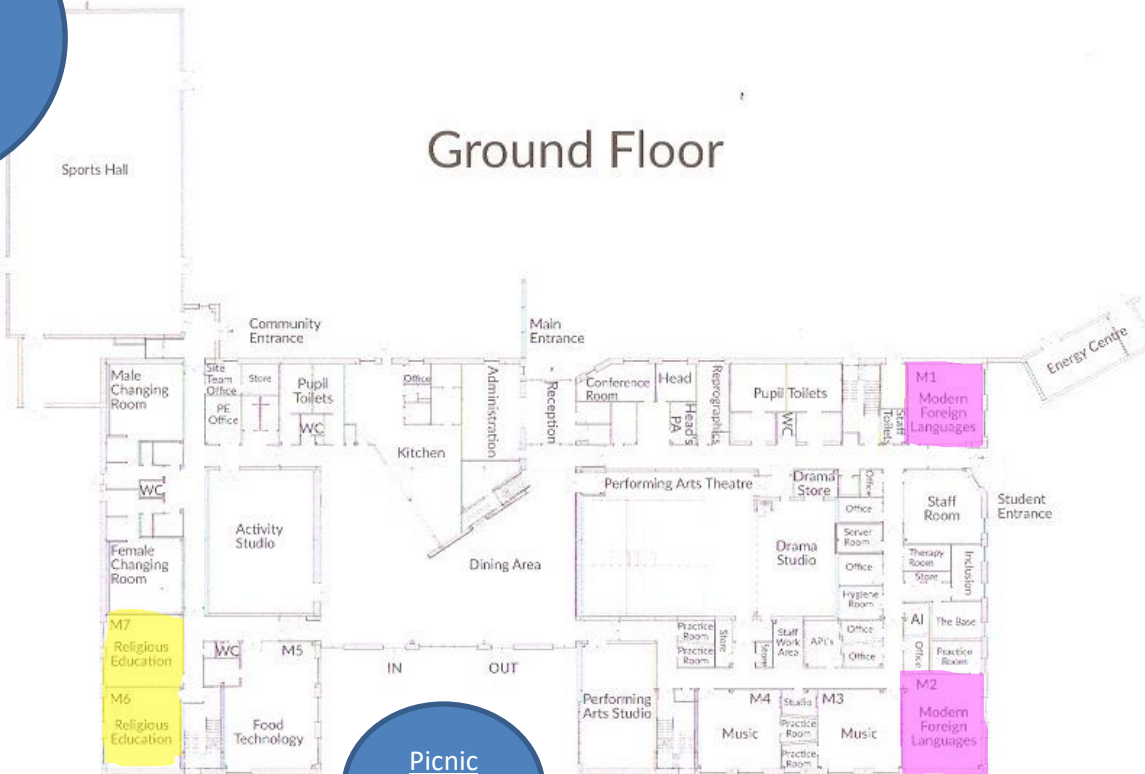 Ground Floor
Sports Hall
Community
Entrance
Main
Entrance
Energy Centre
Male
Changing
Room
Site
Team
Office
Store
PE
Office
Pupil
Toilets
WC
Office
Kitchen
Administration
Reception
Conference
Room
Head
Head's
PA
Reprographics
Pupil Toilets
WC
Staff
Toilets
M1
Modern
Foreign
Languages
WC
Female
Changing
Room
Activity
Studio
Dining Area
Performing Arts Theatre
Drama
Store
Office
Office
Server
Room
Office
Hygiene
Room
Drama
Studio
Staff
Room
Student
Entrance
Therapy
Room
Store
Inclusion
AI
The Base
Office
Practice
Room
M7
Religious
Education
M6
Religious
Education
WC
M5
Food
Technology
IN
OUT
Practice
Room
Practice
Room
Store
Store
Staff
Work
Area
APL's
Office
Office
Performing
Arts Studio
M4
Music
Studio
Practice
Room
Practice
Room
M3
Music
M2
Modern
Foreign
Languages
Picnic